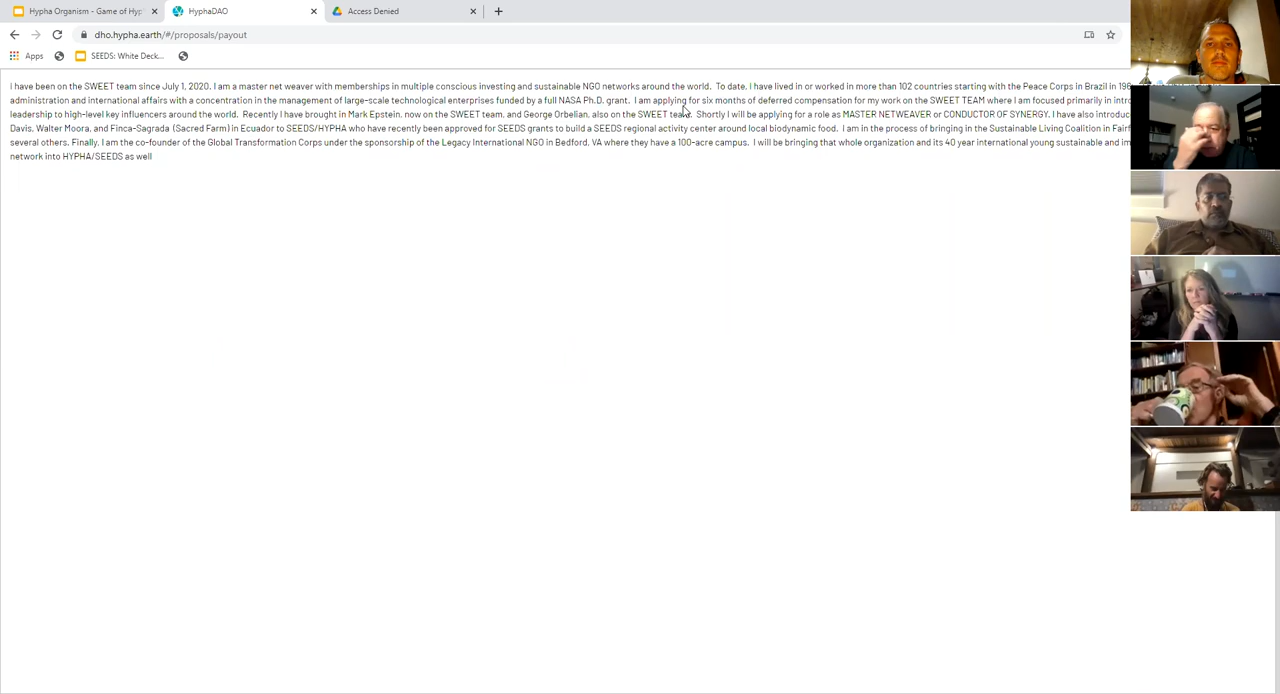 Hypha Organism - Game of Hyp
HyphaDAO
Access Denied
dho.hypha.earth/#/proposals/payout
Apps
SEEDS: White Deck...
I have been on the SWEET team since July 1, 2020. I am a master net weaver with memberships in multiple conscious investing and sustainable NGO networks around the world. To date, I have lived in or worked in more than 102 countries starting with the Peace Corps in Brazil in 196
administration and international affairs with a concentration in the management of large-scale technological enterprises funded by a full NASA Ph.D. grant. I am applying for six months of deferred compensation for my work on the SWEET TEAM where I am focused primarily in intro
leadership to high-level key influencers around the world. Recently I have brought in Mark Epstein, now on the SWEET team, and George Orbelian, also on the SWEET team. Shortly I will be applying for a role as MASTER NETWEAVER or CONDUCTOR OF SYNERGY. I have also introduc
Davis, Walter Moora, and Finca-Sagrada (Sacred Farm) in Ecuador to SEEDS/HYPHA who have recently been approved for SEEDS grants to build a SEEDS regional activity center around local biodynamic food. I am in the process of bringing in the Sustainable Living Coalition in Fairf
several others. Finally, I am the co-founder of the Global Transformation Corps under the sponsorship of the Legacy International NGO in Bedford, VA where they have a 100-acre campus. I will be bringing that whole organization and its 40 year international young sustainable and im
network into HYPHA/SEEDS as well